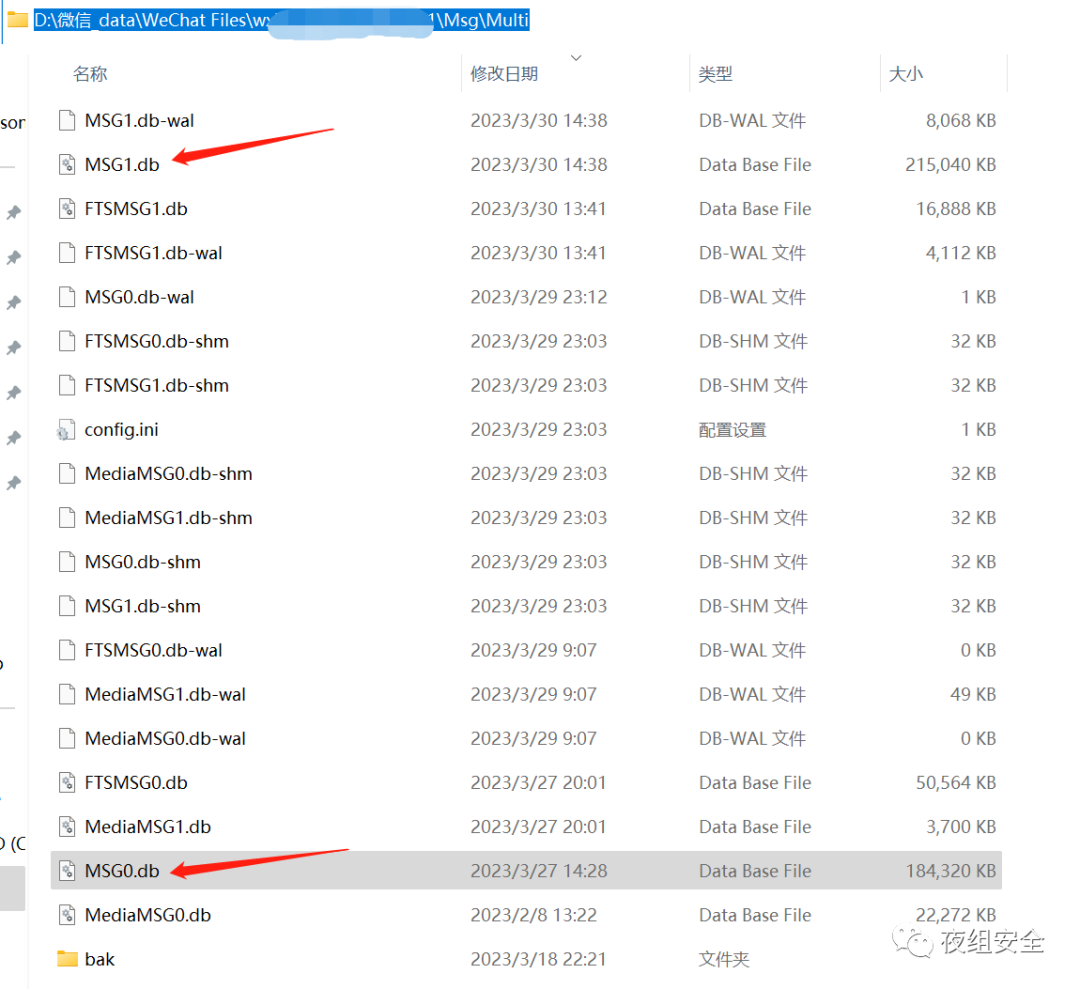 D:\微信_data\WeChat Files\w 1\Msg\Multi
名称 修改日期 类型 大小
MSG1.db-wal 2023/3/30 14:38 DB-WAL 文件 8,068 KB
MSG1.db 2023/3/30 14:38 Data Base File 215,040 KB
FTSMSG1.db 2023/3/30 13:41 Data Base File 16,888 KB
FTSMSG1.db-wal 2023/3/30 13:41 DB-WAL 文件 4,112 KB
MSG0.db-wal 2023/3/29 23:12 DB-WAL 文件 1 KB
FTSMSG0.db-shm 2023/3/29 23:03 DB-SHM 文件 32 KB
FTSMSG1.db-shm 2023/3/29 23:03 DB-SHM 文件 32 KB
config.ini 2023/3/29 23:03 配置设置 1 KB
MediaMSG0.db-shm 2023/3/29 23:03 DB-SHM 文件 32 KB
MediaMSG1.db-shm 2023/3/29 23:03 DB-SHM 文件 32 KB
MSG0.db-shm 2023/3/29 23:03 DB-SHM 文件 32 KB
MSG1.db-shm 2023/3/29 23:03 DB-SHM 文件 32 KB
FTSMSG0.db-wal 2023/3/29 9:07 DB-WAL 文件 0 KB
MediaMSG1.db-wal 2023/3/29 9:07 DB-WAL 文件 49 KB
MediaMSG0.db-wal 2023/3/29 9:07 DB-WAL 文件 0 KB
FTSMSG0.db 2023/3/27 20:01 Data Base File 50,564 KB
MediaMSG1.db 2023/3/27 20:01 Data Base File 3,700 KB
MSG0.db 2023/3/27 14:28 Data Base File 184,320 KB
MediaMSG0.db 2023/2/8 13:22 Data Base File 22,272 KB
夜组安全
bak 2023/3/18 22:21 文件夹